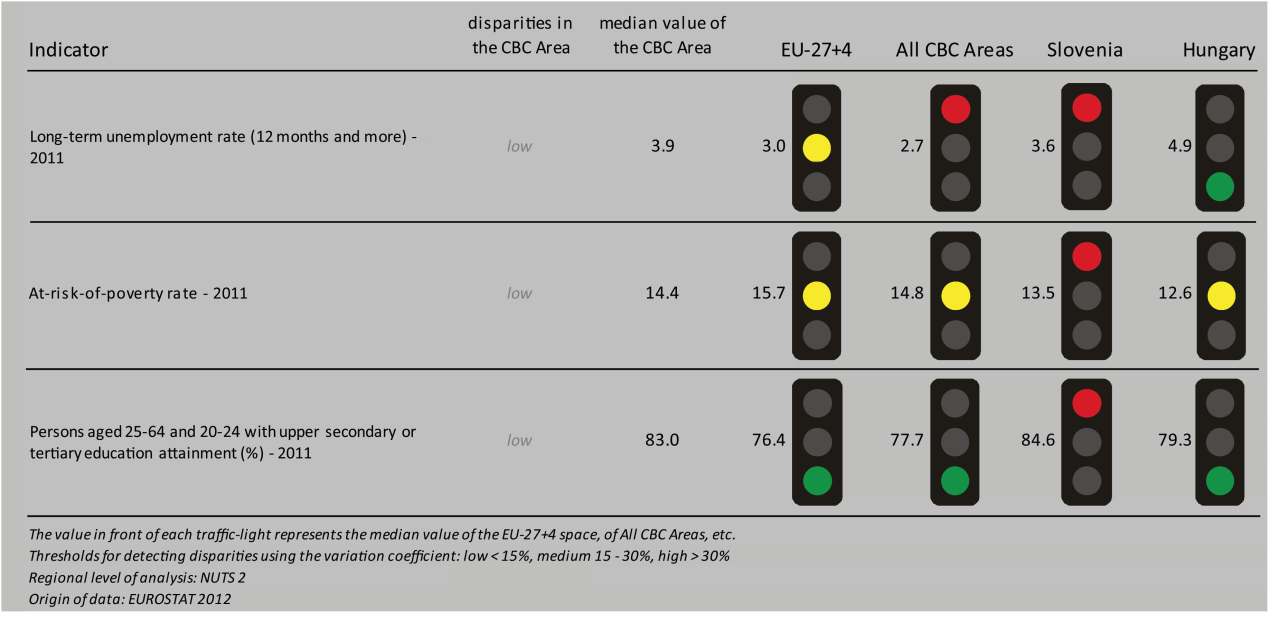 disparities in median value of
Indicator the CBC Area the CBC Area EU-27+4 All CBC Areas Slovenia Hungary
Long-term unemployment rate (12 months and more) -
2011
low 3.9 3.0 2.7 3.6 4.9
At-risk-of-poverty rate - 2011 low 14.4 15.7 14.8 13.5 12.6
Persons aged 25-64 and 20-24 with upper secondary or
tertiary education attainment (%) - 2011
low 83.0 76.4 77.7 84.6 79.3
The value in front of each traffic-light represents the median value of the EU-27+4 space, of All CBC Areas, etc.
Thresholds for detecting disparities using the variation coefficient: low < 15%, medium 15 - 30%, high > 30%
Regional level of analysis: NUTS 2
Origin of data: EUROSTAT 2012